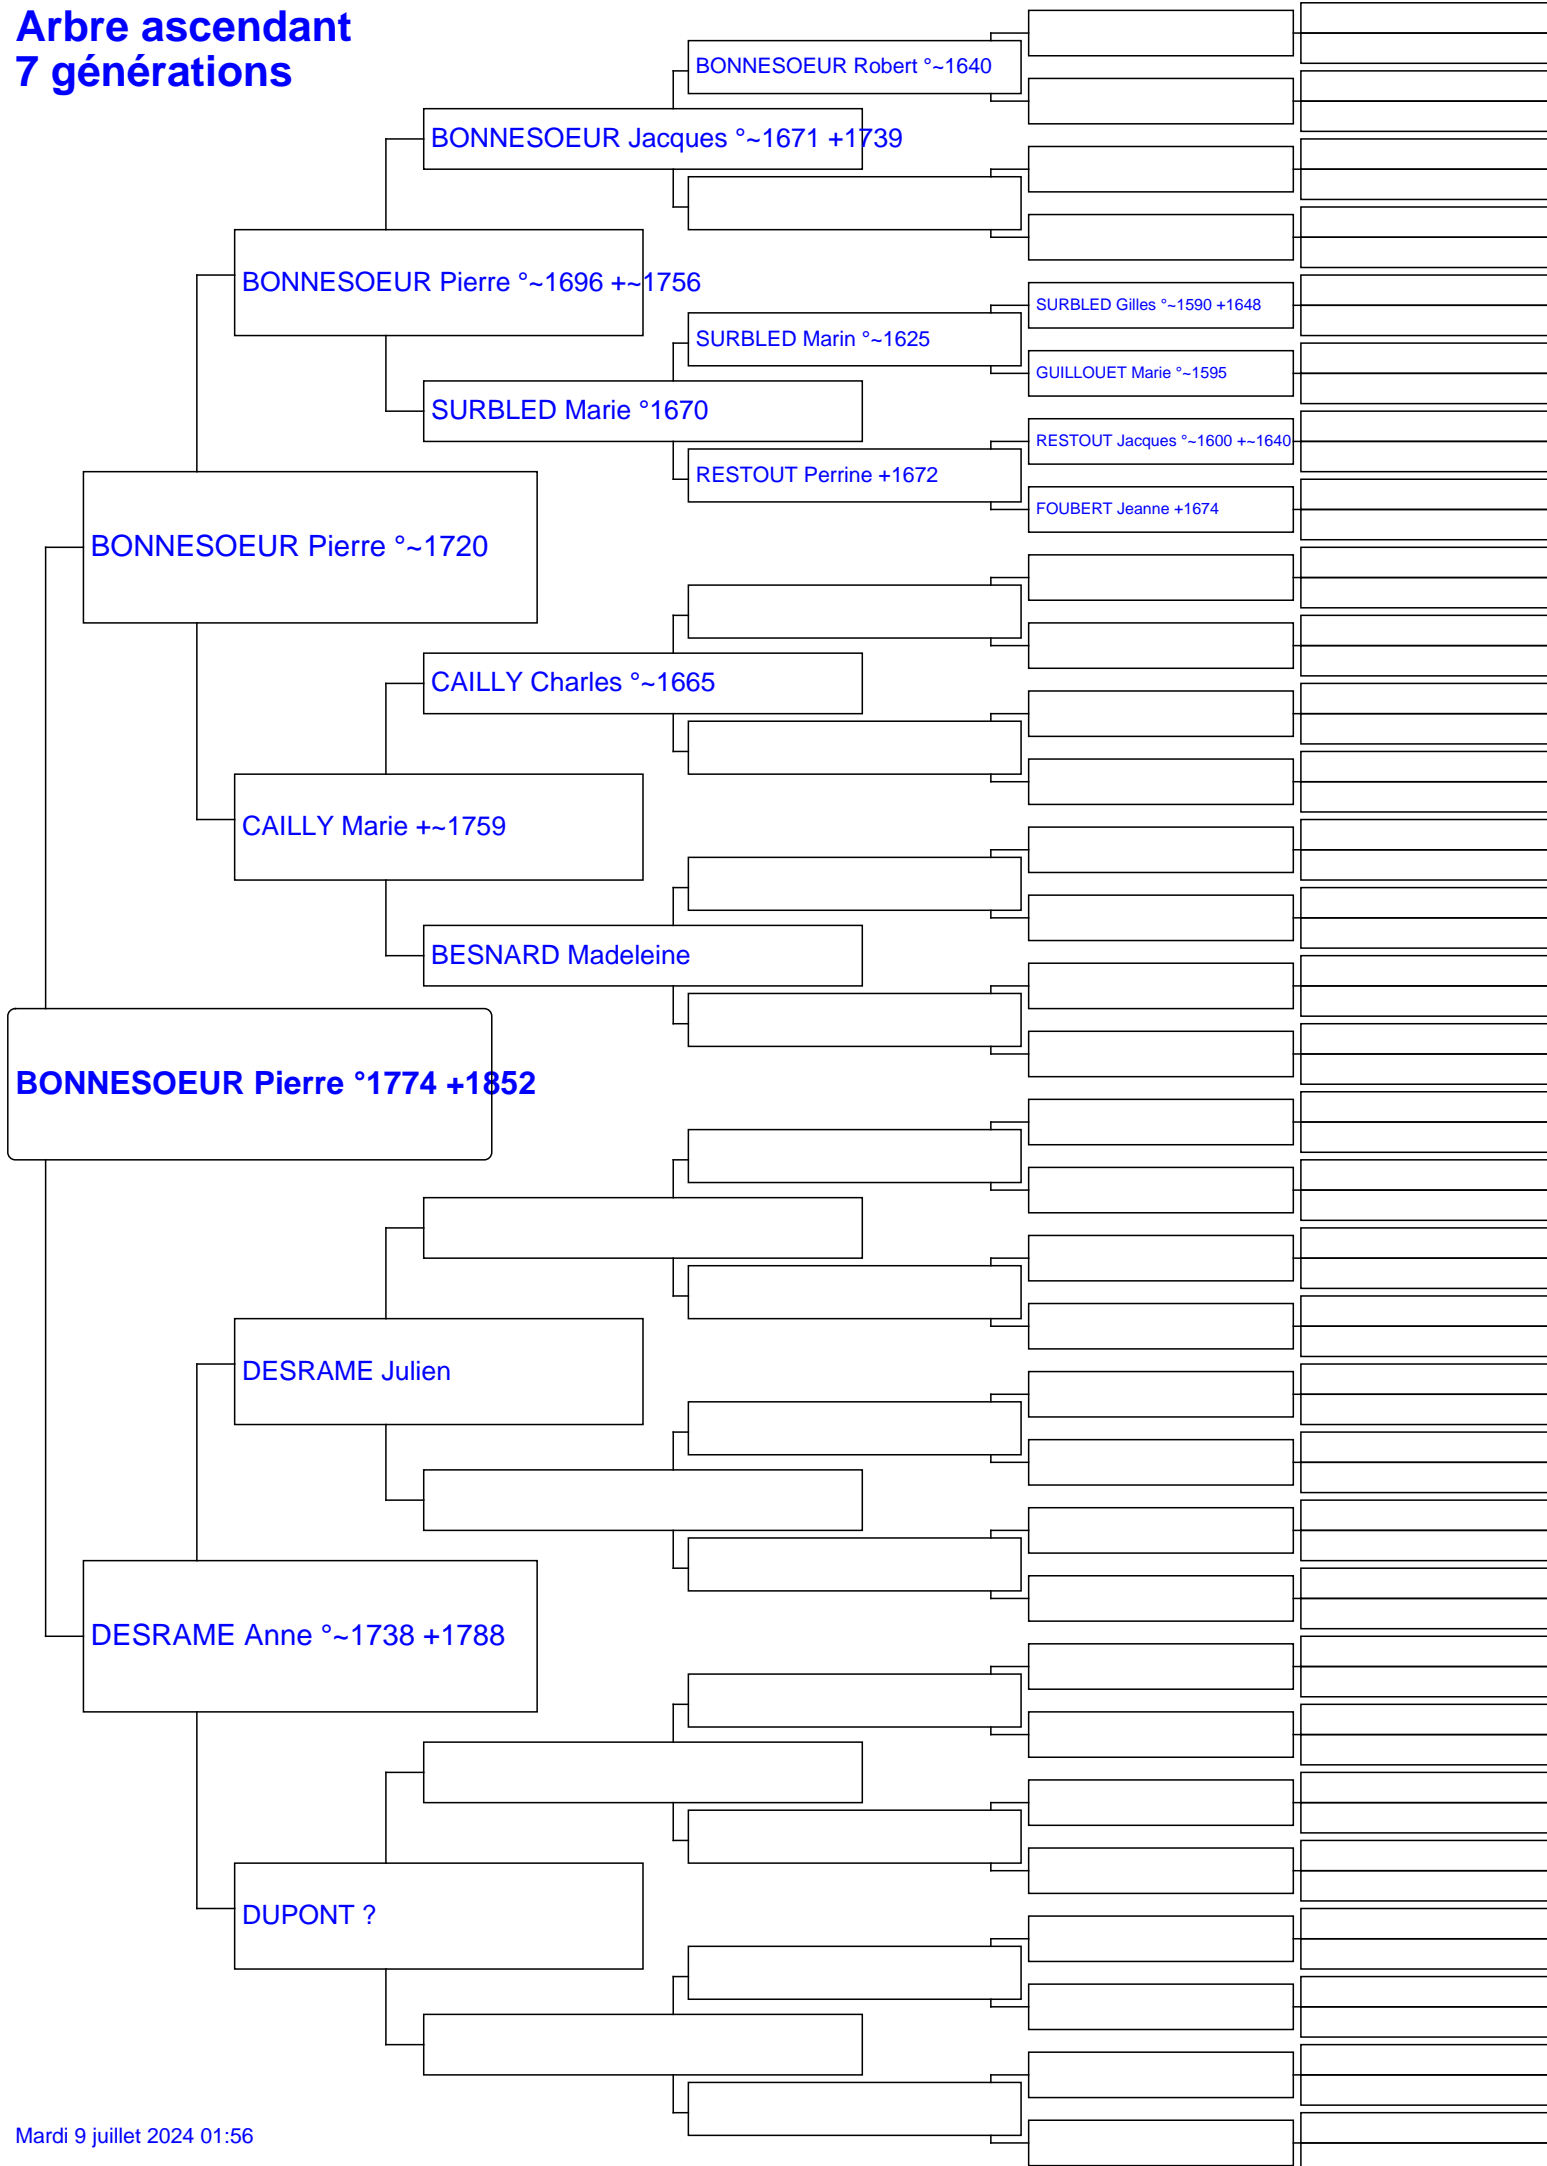 Arbre ascendant
7 générations
BONNESOEUR Robert °~1640
BONNESOEUR Jacques °~1671 +1739
BONNESOEUR Pierre °~1696 +~1756
SURBLED Gilles °~1590 +1648
SURBLED Marin °~1625
GUILLOUET Marie °~1595
SURBLED Marie °1670
RESTOUT Jacques °~1600 +~1640
RESTOUT Perrine +1672
FOUBERT Jeanne +1674
BONNESOEUR Pierre °~1720
CAILLY Charles °~1665
CAILLY Marie +~1759
BESNARD Madeleine
BONNESOEUR Pierre °1774 +1852
DESRAME Julien
DESRAME Anne °~1738 +1788
DUPONT ?
Mardi 9 juillet 2024 01:56